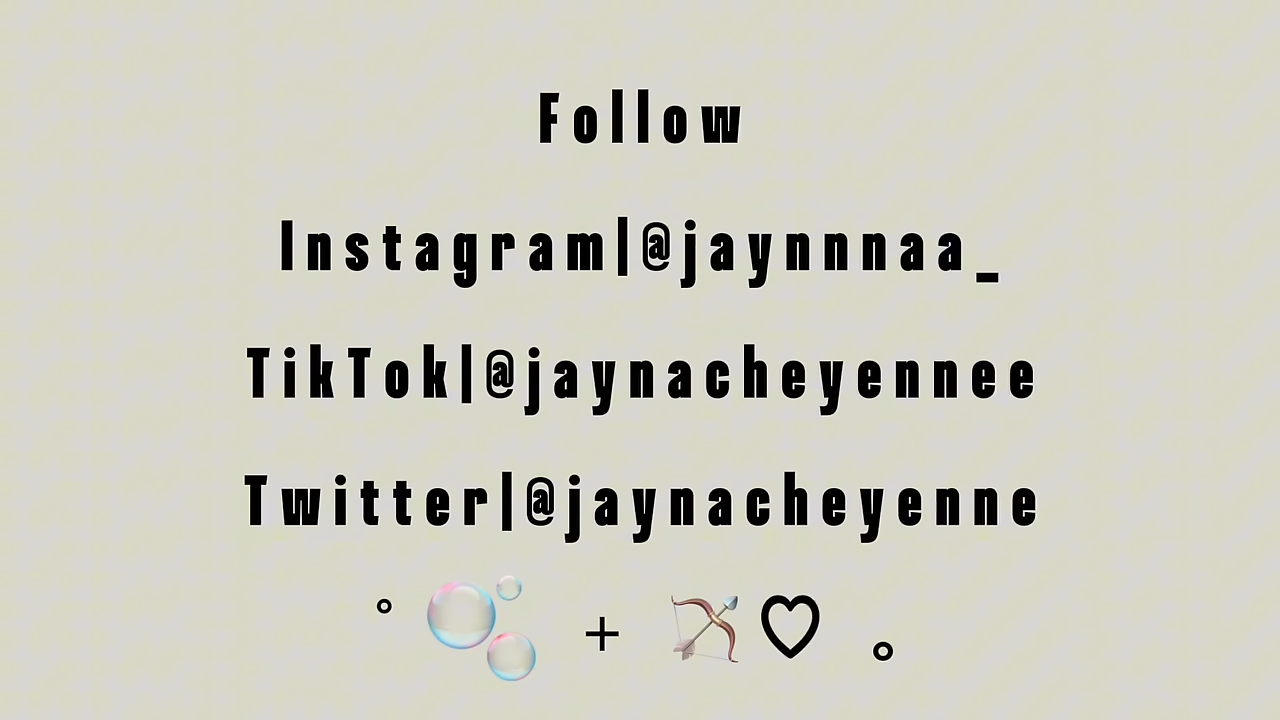 Follow
Instagram|@jaynnnaa_
TikTok|@jaynacheyennee
Twitter|@jaynacheyenne
° 🫧 + 🏹♡ 。